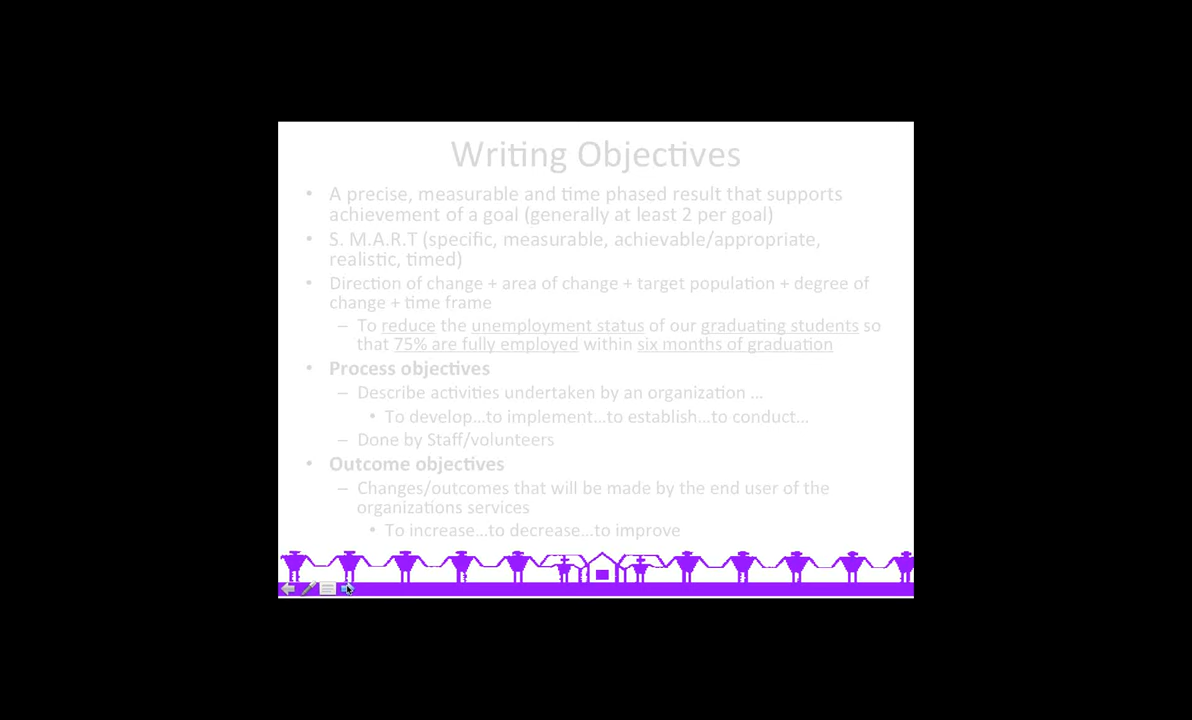 Writing Objectives
• A precise, measurable and time phased result that supports
achievement of a goal (generally at least 2 per goal)
• S. M.A.R.T (specific, measurable, achievable/appropriate,
realistic, timed)
• Direction of change + area of change + target population + degree of
change + time frame
– To reduce the unemployment status of our graduating students so
that 75% are fully employed within six months of graduation
• Process objectives
– Describe activities undertaken by an organization ...
• To develop...to implement...to establish...to conduct...
– Done by Staff/volunteers
• Outcome objectives
– Changes/outcomes that will be made by the end user of the
organizations services
• To increase...to decrease...to improve